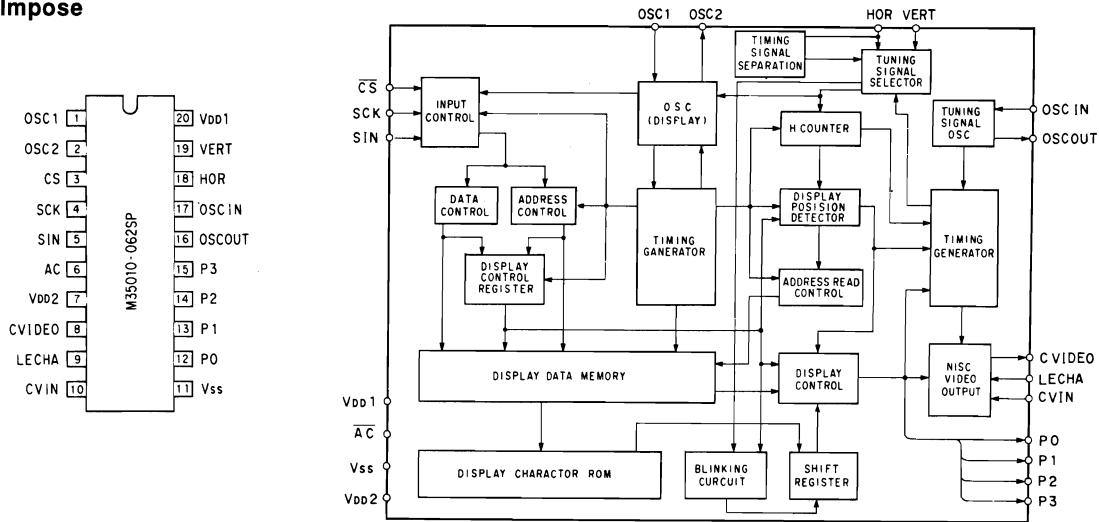 Impose
OSC1 1
OSC2 2
CS 3
SCK 4
SIN 5
AC 6
VDD2 7
CVIDEO 8
LECHA 9
CVIN 10
M35010-062SP
20 VDD1
19 VERT
18 HOR
17 OSCIN
16 OSCOUT
15 P3
14 P2
13 P1
12 P0
11 Vss
OSC1 OSC2
HOR VERT
CS
SCK
SIN
INPUT
CONTROL
OSC
(DISPLAY)
TIMING
SIGNAL
SEPARATION
TUNING
SIGNAL
SELECTOR
H COUNTER
TUNING
SIGNAL
OSC
OSC IN
OSCOUT
DATA
CONTROL
ADDRESS
CONTROL
DISPLAY
CONTROL
REGISTER
TIMING
GANERATOR
DISPLAY
POSISION
DETECTOR
ADDRESS READ
CONTROL
TIMING
GENERATOR
DISPLAY DATA MEMORY
DISPLAY
CONTROL
NISC
VIDEO
OUTPUT
CVIDEO
LECHA
CVIN
VDD1
AC
Vss
VDD2
DISPLAY CHARACTOR ROM
BLINKING
CURCUIT
SHIFT
REGISTER
P0
P1
P2
P3